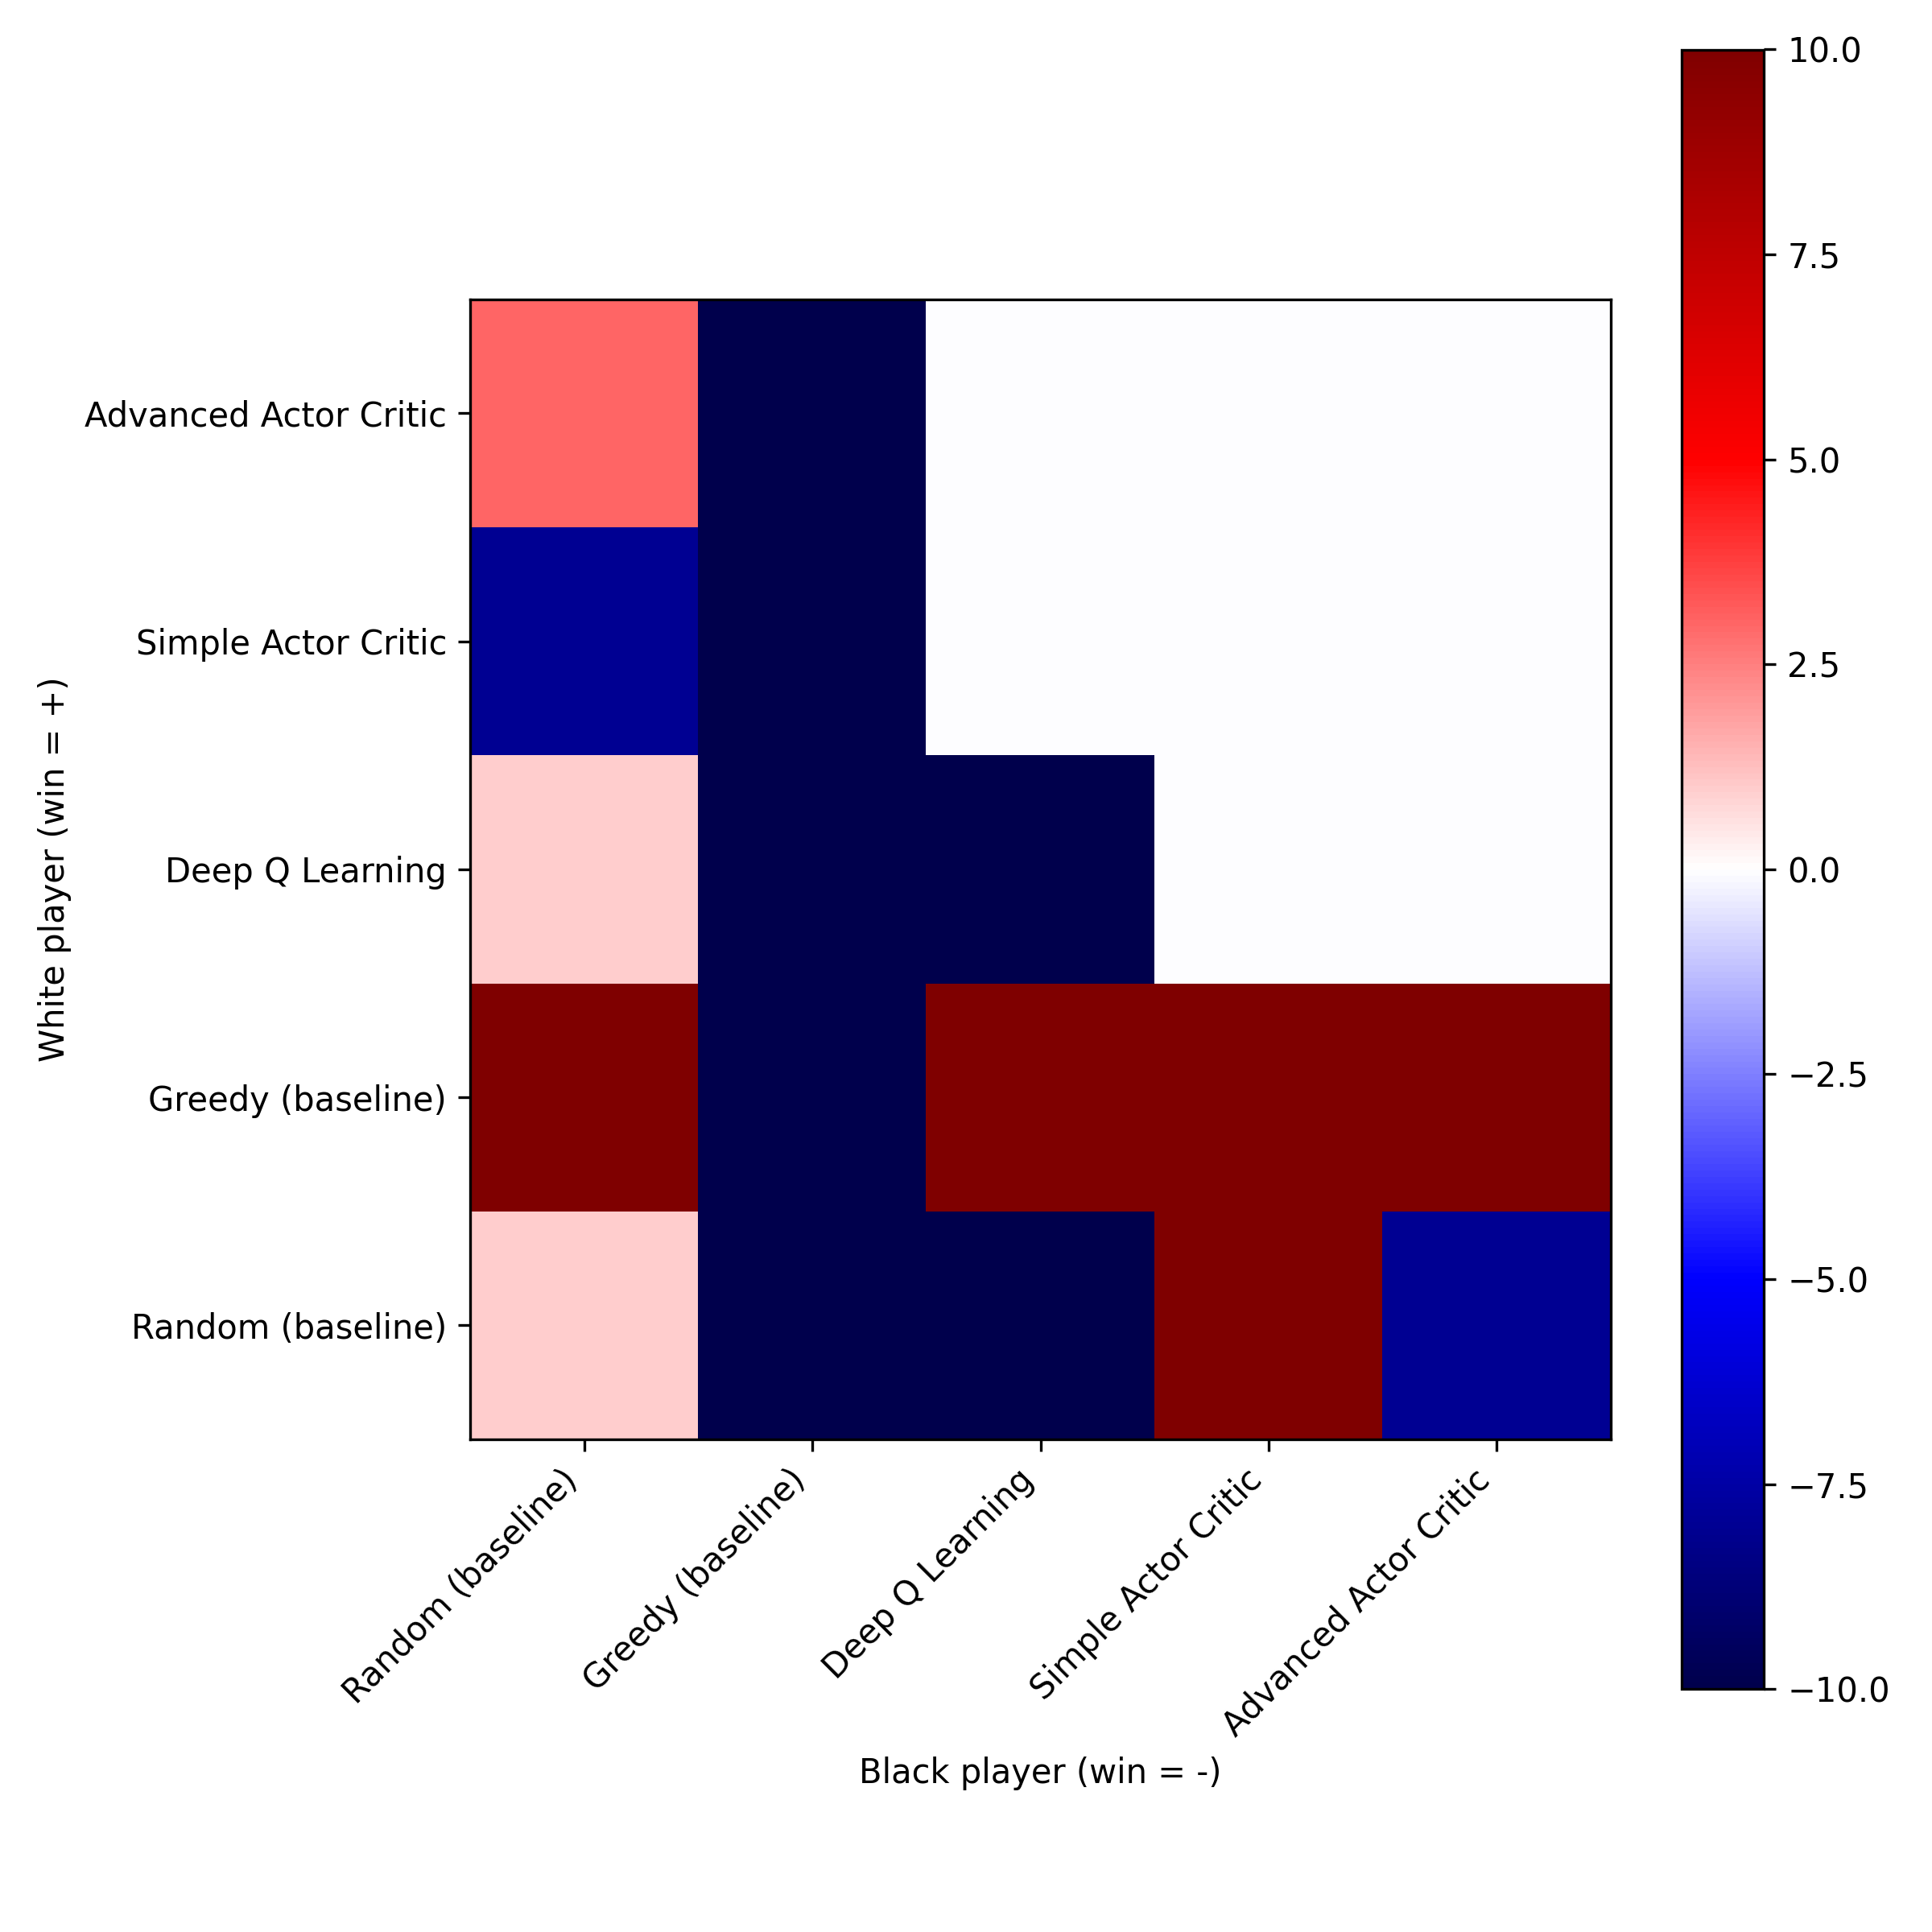 10.0
7.5
5.0
2.5
0.0
−2.5
−5.0
−7.5
−10.0
White player (win = +)
Advanced Actor Critic
Simple Actor Critic
Deep Q Learning
Greedy (baseline)
Random (baseline)
Random (baseline)
Greedy (baseline)
Deep Q Learning
Simple Actor Critic
Advanced Actor Critic
Black player (win = -)